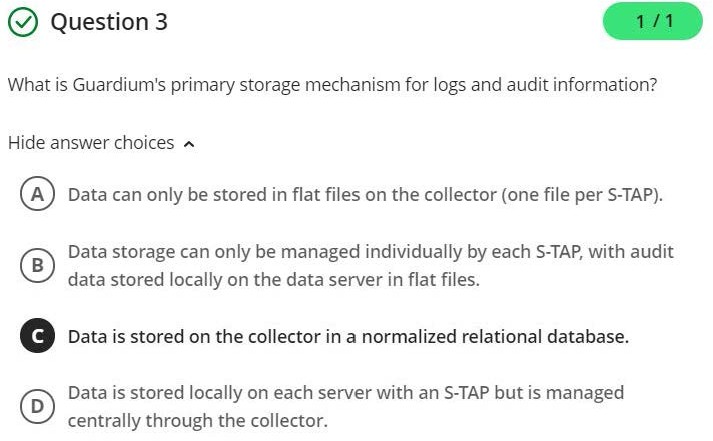 Question 3
1 / 1
What is Guardium's primary storage mechanism for logs and audit information?
Hide answer choices
A Data can only be stored in flat files on the collector (one file per S-TAP).
B Data storage can only be managed individually by each S-TAP, with audit
data stored locally on the data server in flat files.
C Data is stored on the collector in a normalized relational database.
D Data is stored locally on each server with an S-TAP but is managed
centrally through the collector.